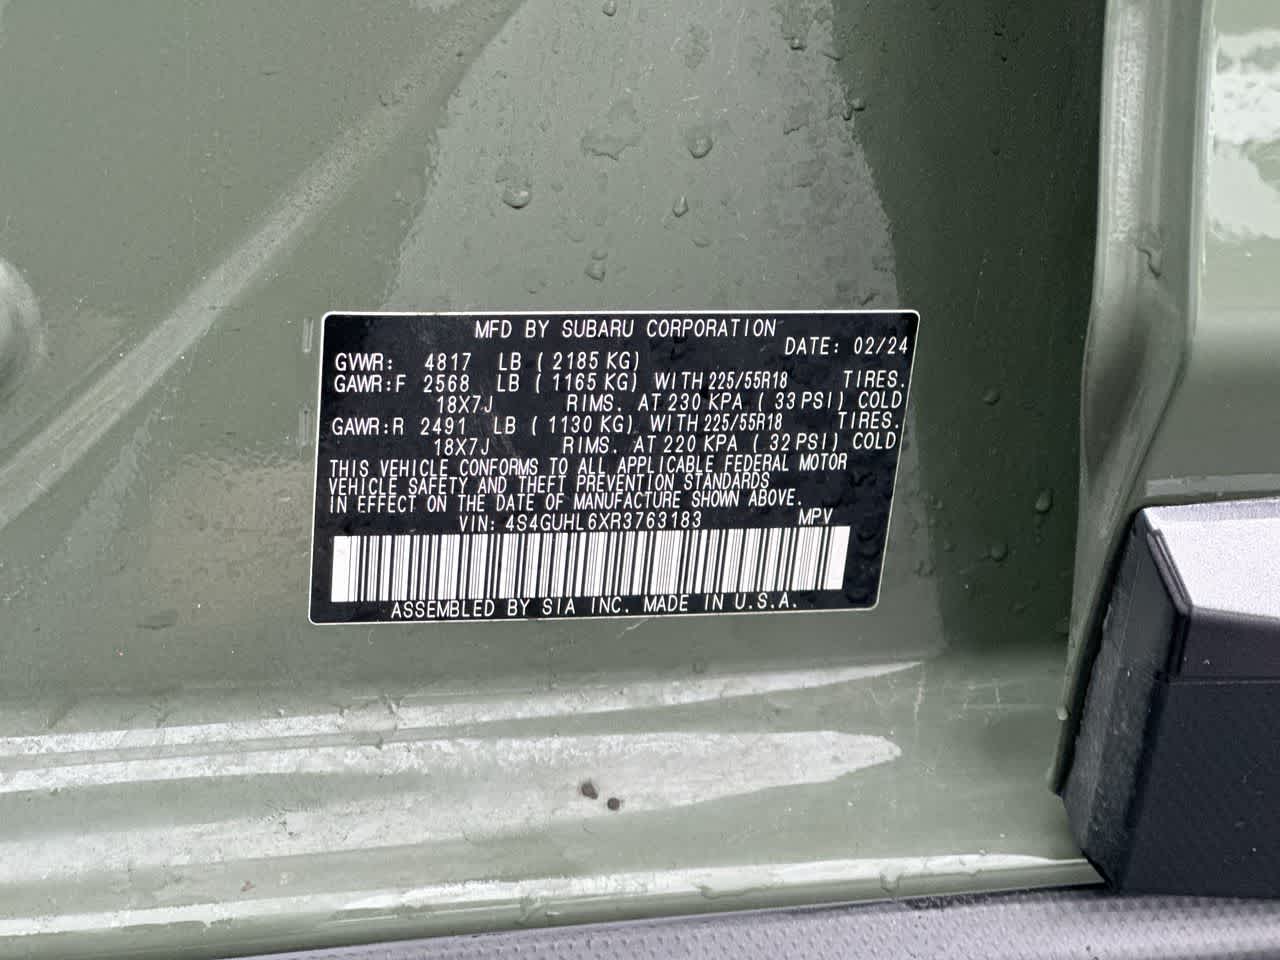 MFD BY SUBARU CORPORATION
DATE: 02/24
GVWR: 4817 LB ( 2185 KG)
GAWR:F 2568 LB ( 1165 KG) WITH 225/55R18 TIRES.
18X7J RIMS. AT 230 KPA ( 33 PSI) COLD
GAWR:R 2491 LB ( 1130 KG) WITH 225/55R18 TIRES.
18X7J RIMS. AT 220 KPA ( 32 PSI) COLD
THIS VEHICLE CONFORMS TO ALL APPLICABLE FEDERAL MOTOR
VEHICLE SAFETY AND THEFT PREVENTION STANDARDS
IN EFFECT ON THE DATE OF MANUFACTURE SHOWN ABOVE.
VIN: 4S4GUHL6XR3763183 MPV
ASSEMBLED BY SIA INC. MADE IN U.S.A.